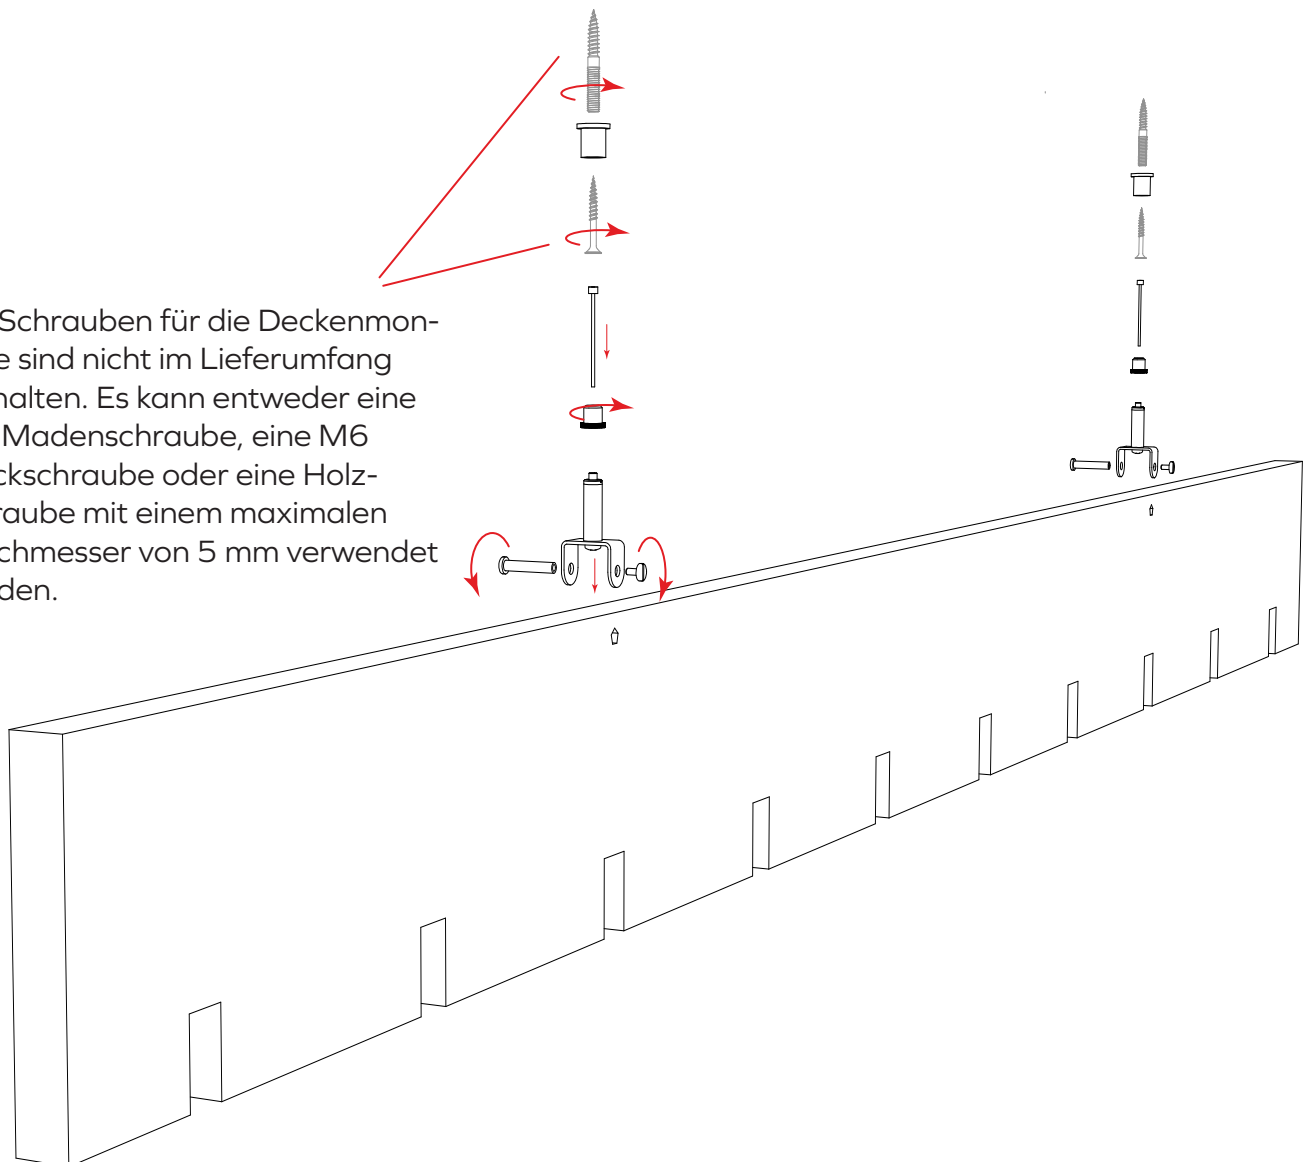 Schrauben für die Deckenmon-
e sind nicht im Lieferumfang
halten. Es kann entweder eine
Madenschraube, eine M6
ckschraube oder eine Holz-
raube mit einem maximalen
chmesser von 5 mm verwendet
den.